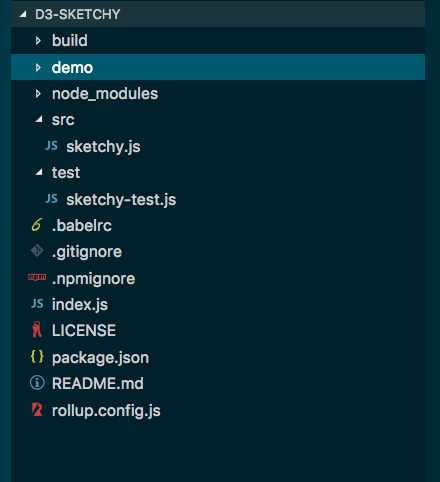 D3-SKETCHY
build
demo
node_modules
src
JS sketchy.js
test
JS sketchy-test.js
.babelrc
.gitignore
npm .npmignore
JS index.js
LICENSE
{ } package.json
README.md
rollup.config.js